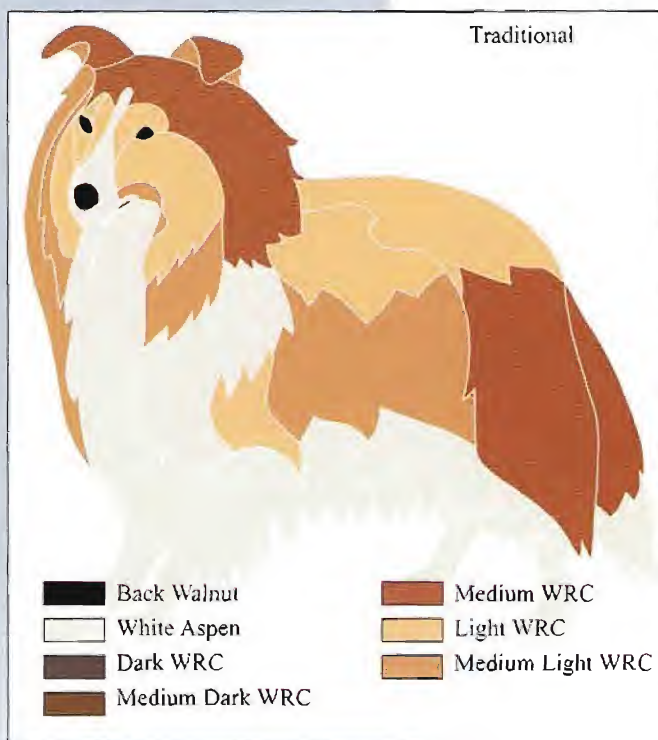 Traditional
Back Walnut
White Aspen
Dark WRC
Medium Dark WRC
Medium WRC
Light WRC
Medium Light WRC